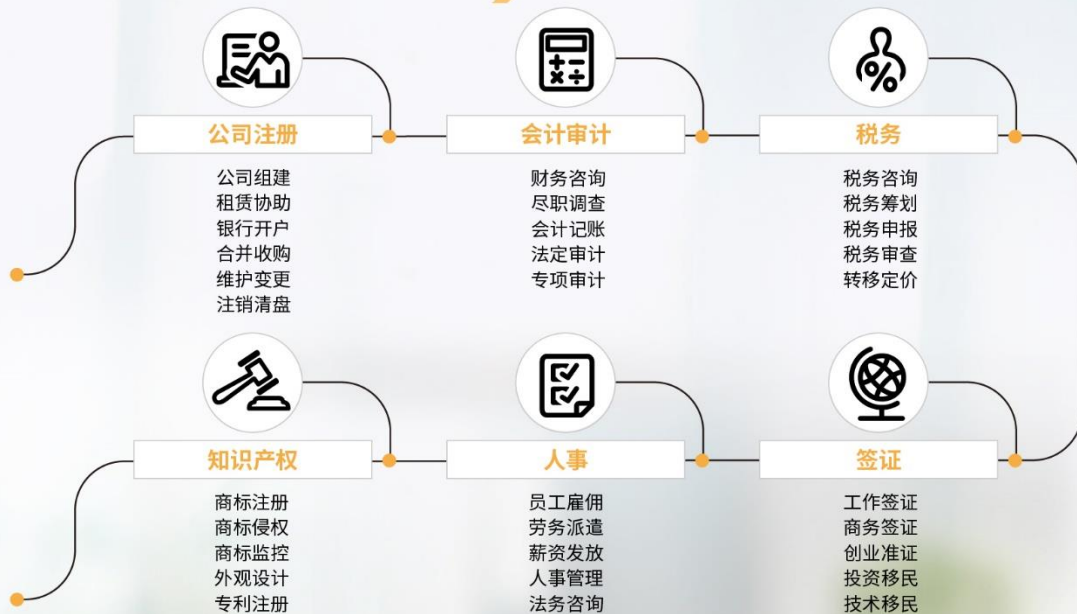 公司注册
公司组建
租赁协助
银行开户
合并收购
维护变更
注销清盘
会计审计
财务咨询
尽职调查
会计记账
法定审计
专项审计
税务
税务咨询
税务筹划
税务申报
税务审查
转移定价
知识产权
商标注册
商标侵权
商标监控
外观设计
专利注册
人事
员工雇佣
劳务派遣
薪资发放
人事管理
法务咨询
签证
工作签证
商务签证
创业准证
投资移民
技术移民